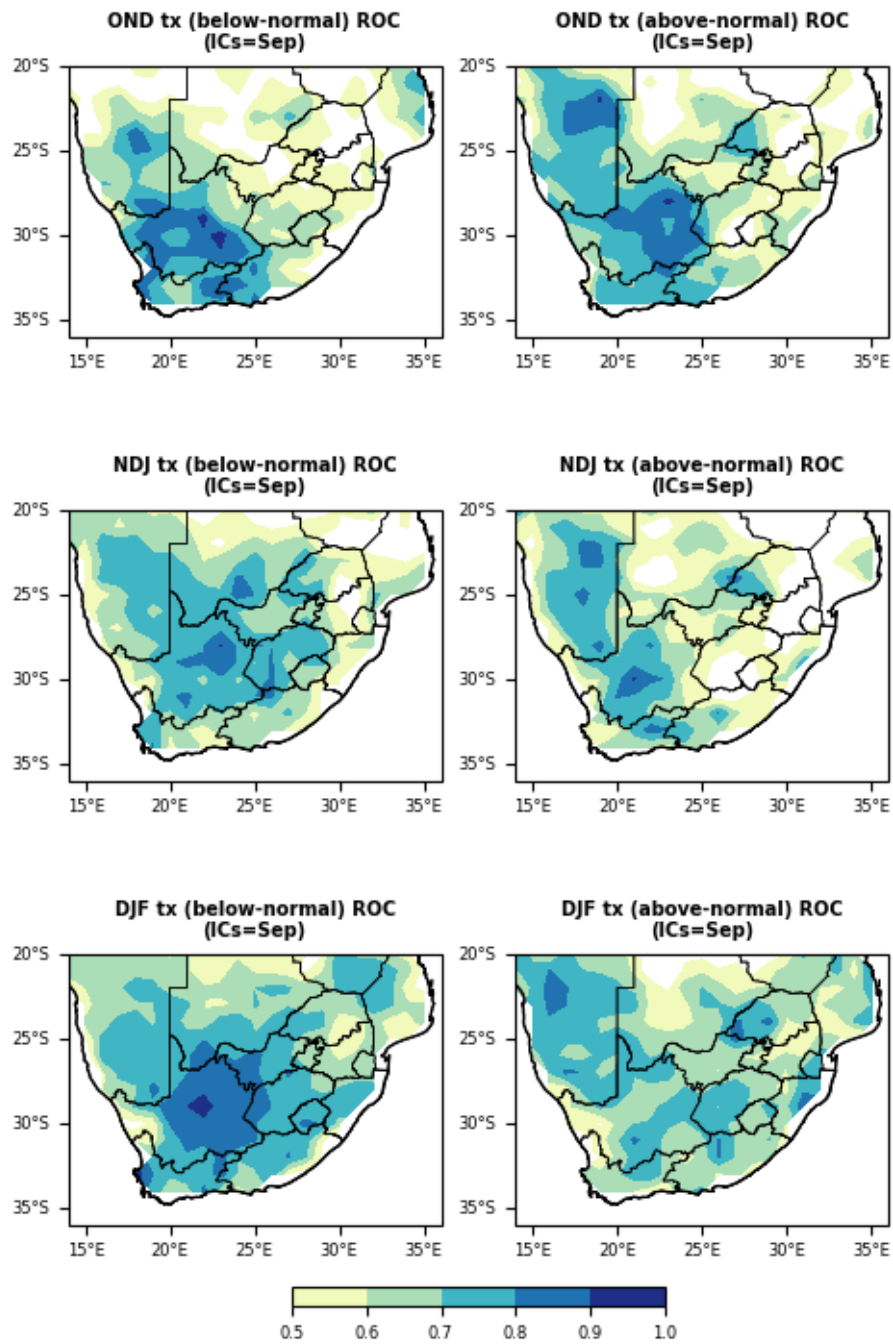 OND tx (below-normal) ROC
(ICs=Sep)
OND tx (above-normal) ROC
(ICs=Sep)
20°S
25°S
30°S
35°S
15°E 20°E 25°E 30°E 35°E
20°S
25°S
30°S
35°S
15°E 20°E 25°E 30°E 35°E
NDJ tx (below-normal) ROC
(ICs=Sep)
NDJ tx (above-normal) ROC
(ICs=Sep)
20°S
25°S
30°S
35°S
15°E 20°E 25°E 30°E 35°E
20°S
25°S
30°S
35°S
15°E 20°E 25°E 30°E 35°E
DJF tx (below-normal) ROC
(ICs=Sep)
DJF tx (above-normal) ROC
(ICs=Sep)
20°S
25°S
30°S
35°S
15°E 20°E 25°E 30°E 35°E
20°S
25°S
30°S
35°S
15°E 20°E 25°E 30°E 35°E
0.5 0.6 0.7 0.8 0.9 1.0